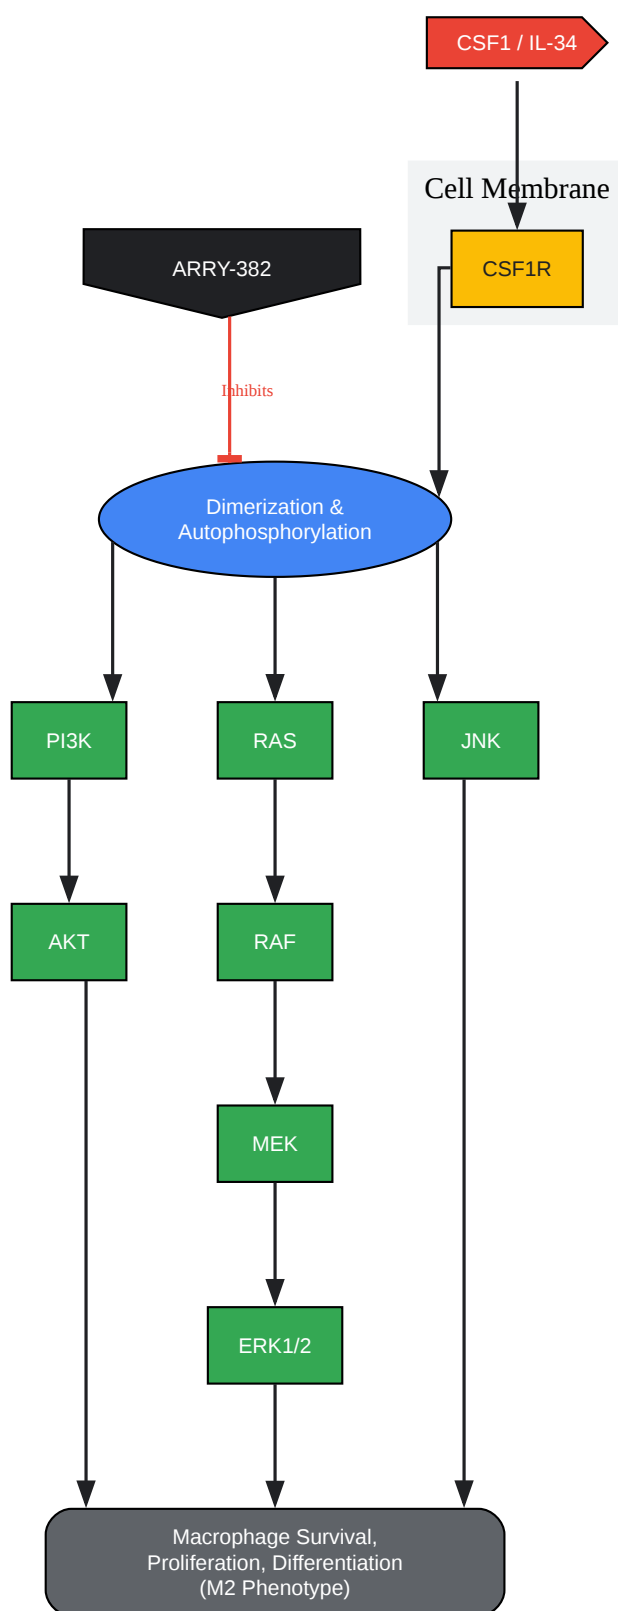 CSF1 / IL-34
Cell Membrane
CSF1R
ARRY-382
Inhibits
Dimerization &
Autophosphorylation
PI3K
RAS
JNK
AKT
RAF
MEK
ERK1/2
Macrophage Survival,
Proliferation, Differentiation
(M2 Phenotype)